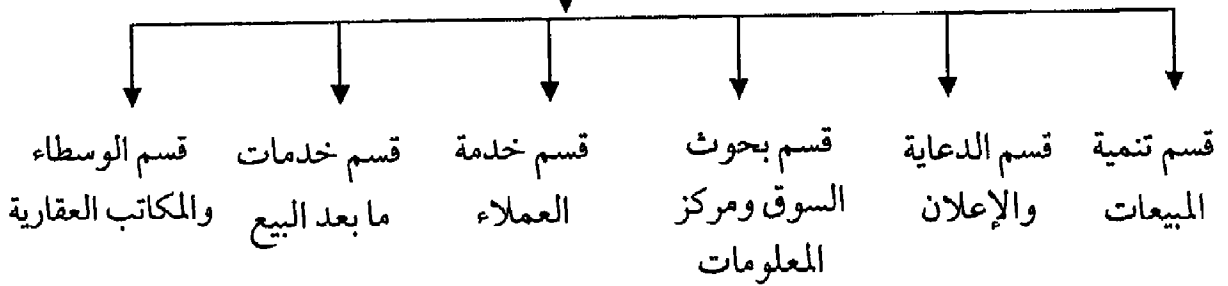 قسم تنمية
المبيعات
قسم الدعاية
والإعلان
قسم بحوث
السوق ومركز
المعلومات
قسم خدمة
العملاء
قسم خدمات
ما بعد البيع
قسم الوسطاء
والمكاتب العقارية